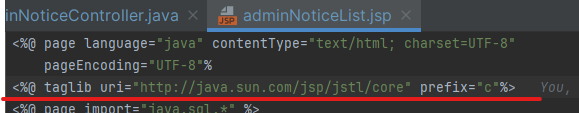 inNoticeController.java × JSP adminNoticeList.jsp ×
<%@ page language="java" contentType="text/html; charset=UTF-8"
pageEncoding="UTF-8"%
<%@ taglib uri="http://java.sun.com/jsp/jstl/core" prefix="c"%> You,
<%@ page import="java.sql.*" %>